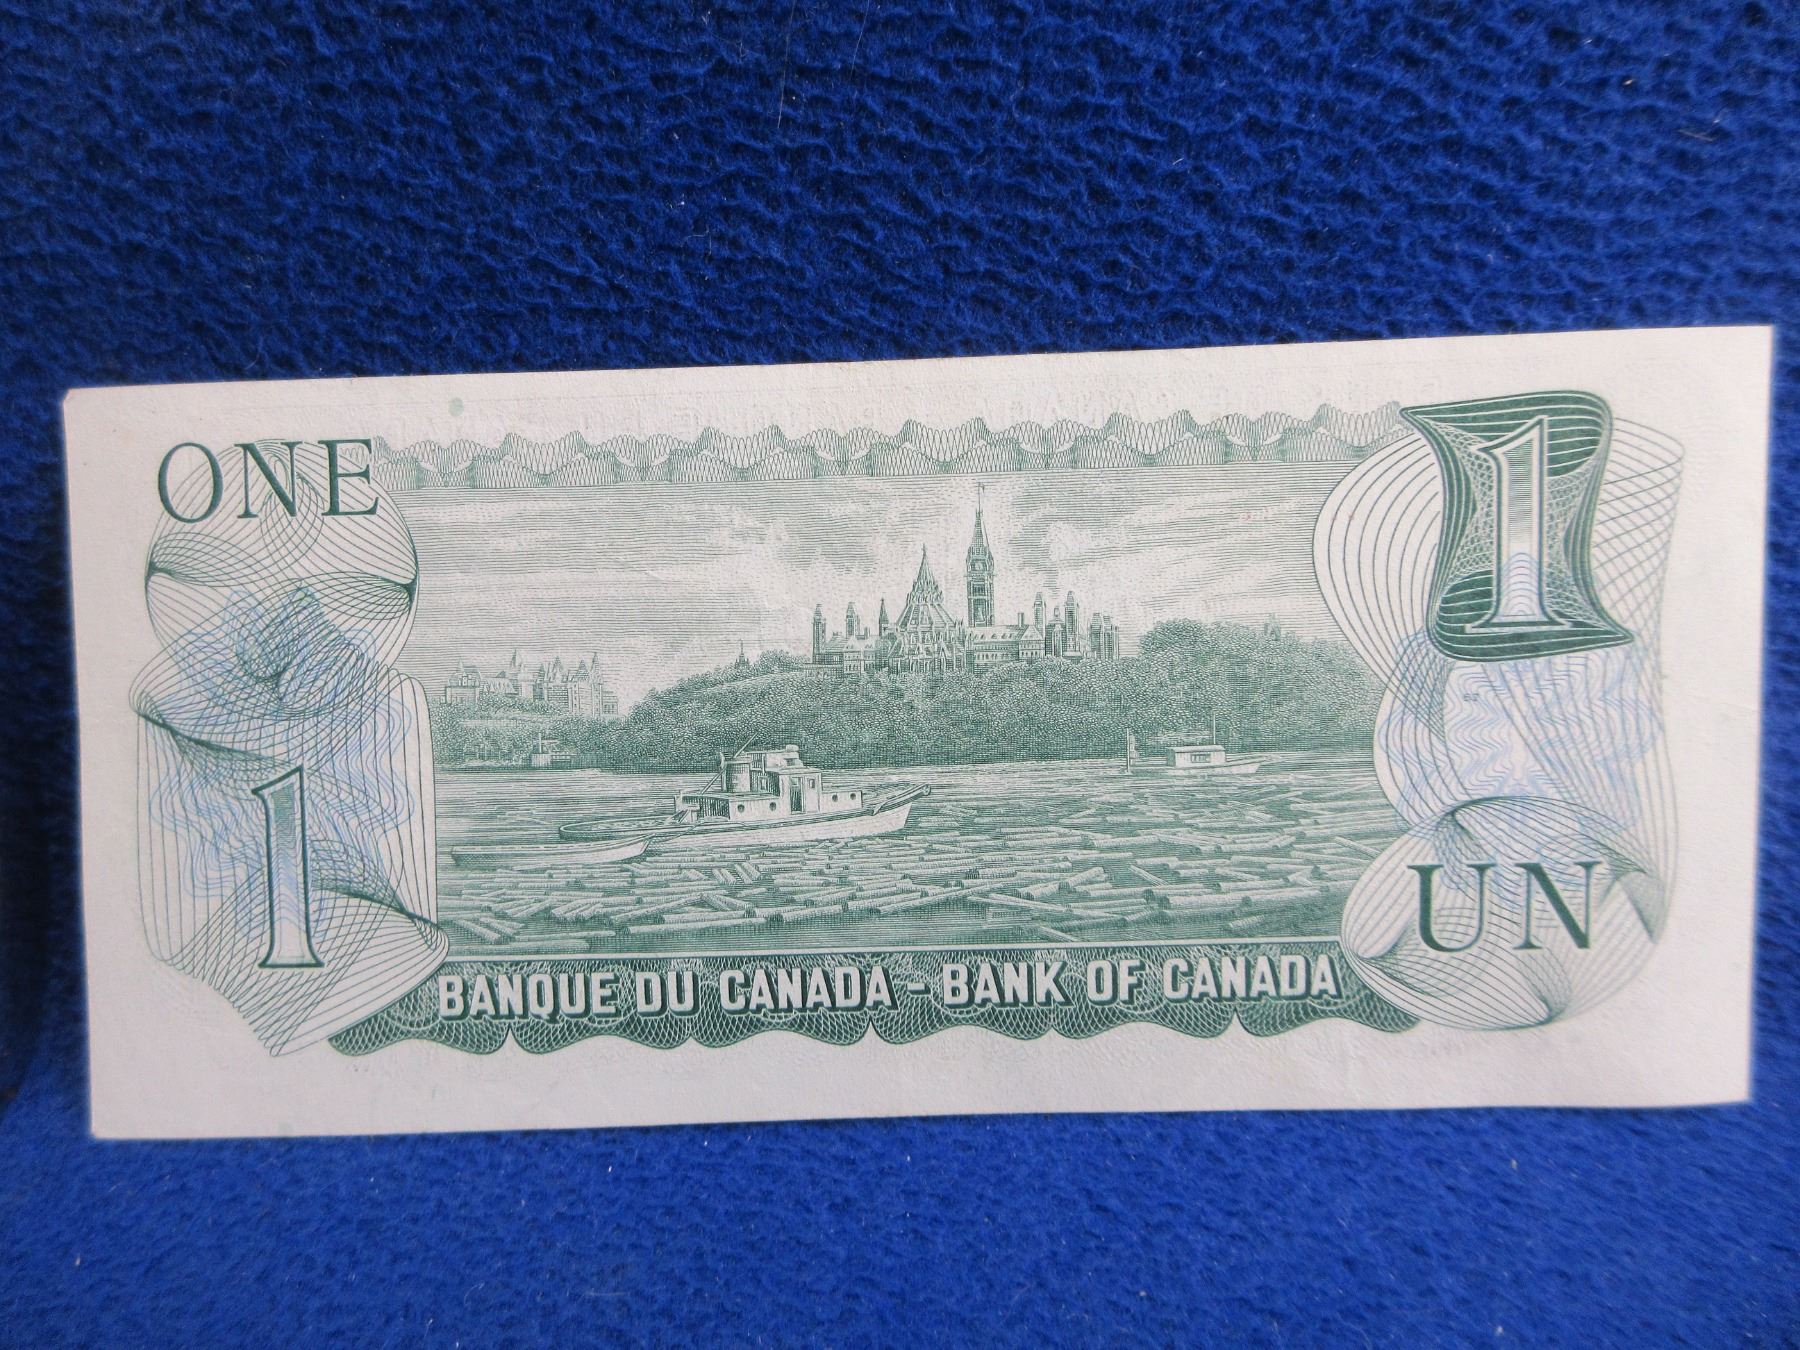 ONE
1
1
UN
BANQUE DU CANADA - BANK OF CANADA